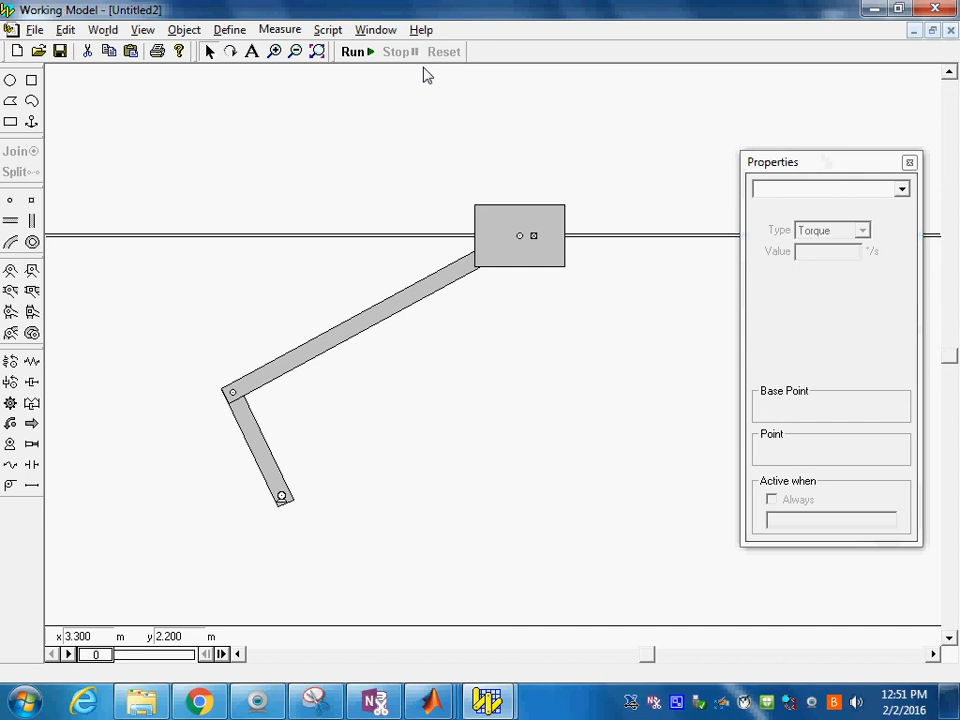 Working Model - [Untitled2]
File Edit World View Object Define Measure Script Window Help
Run Stop Reset
Join
Split
Properties
Type Torque
Value °/s
Base Point
Point
Active when
Always
x 3.300 m y 2.200 m
0
12:51 PM
2/2/2016